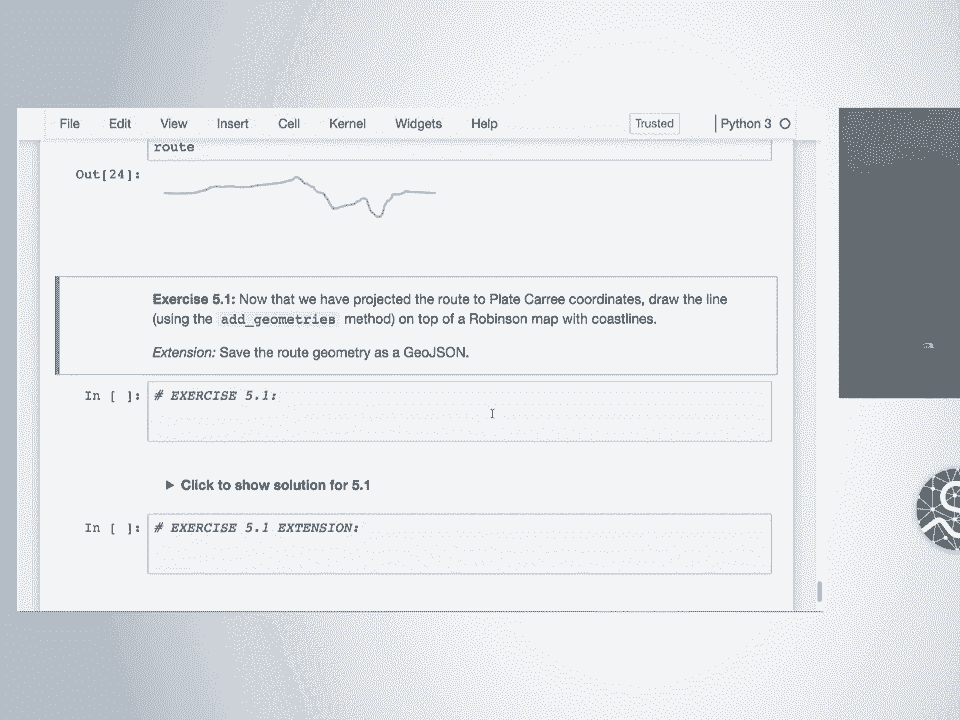 File Edit View Insert Cell Kernel Widgets Help Trusted Python 3
route
Out[24]:
Exercise 5.1: Now that we have projected the route to Plate Carree coordinates, draw the line
(using the add_geometries method) on top of a Robinson map with coastlines.
Extension: Save the route geometry as a GeoJSON.
In [ ]: # EXERCISE 5.1:
Click to show solution for 5.1
In [ ]: # EXERCISE 5.1 EXTENSION: